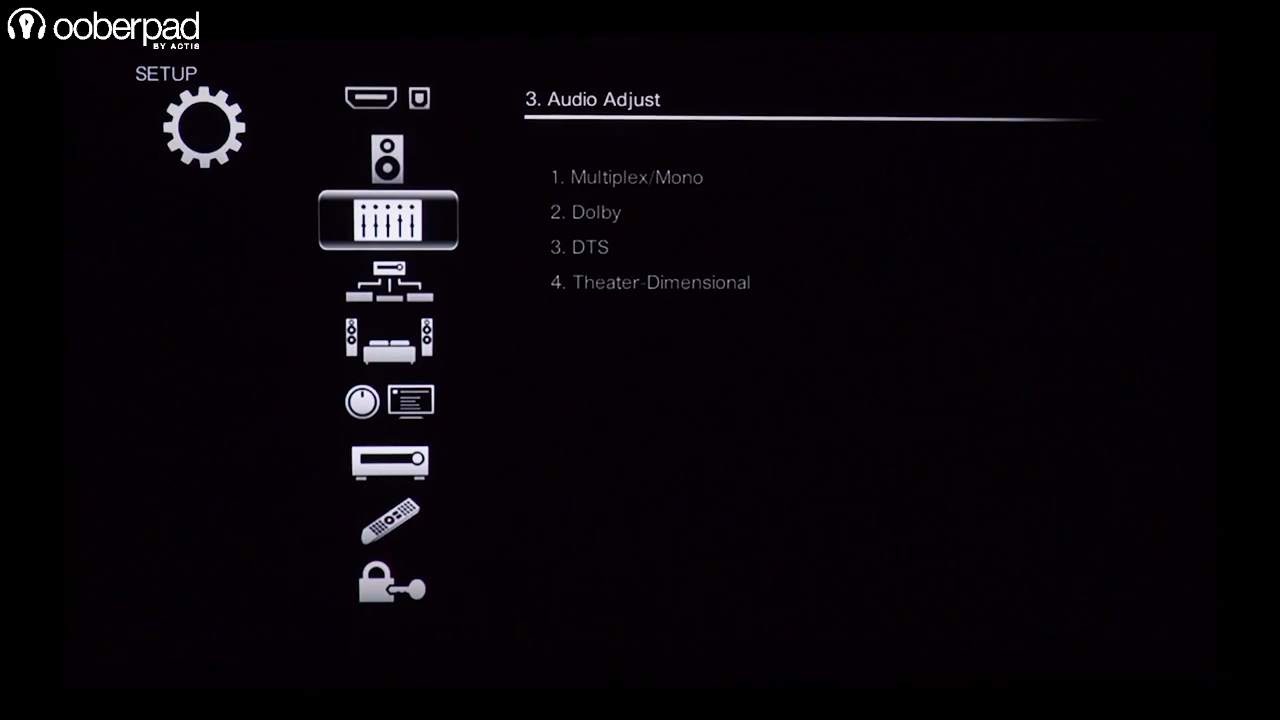 ooberpad
BY ACTIS
SETUP
3. Audio Adjust
1. Multiplex/Mono
2. Dolby
3. DTS
4. Theater-Dimensional